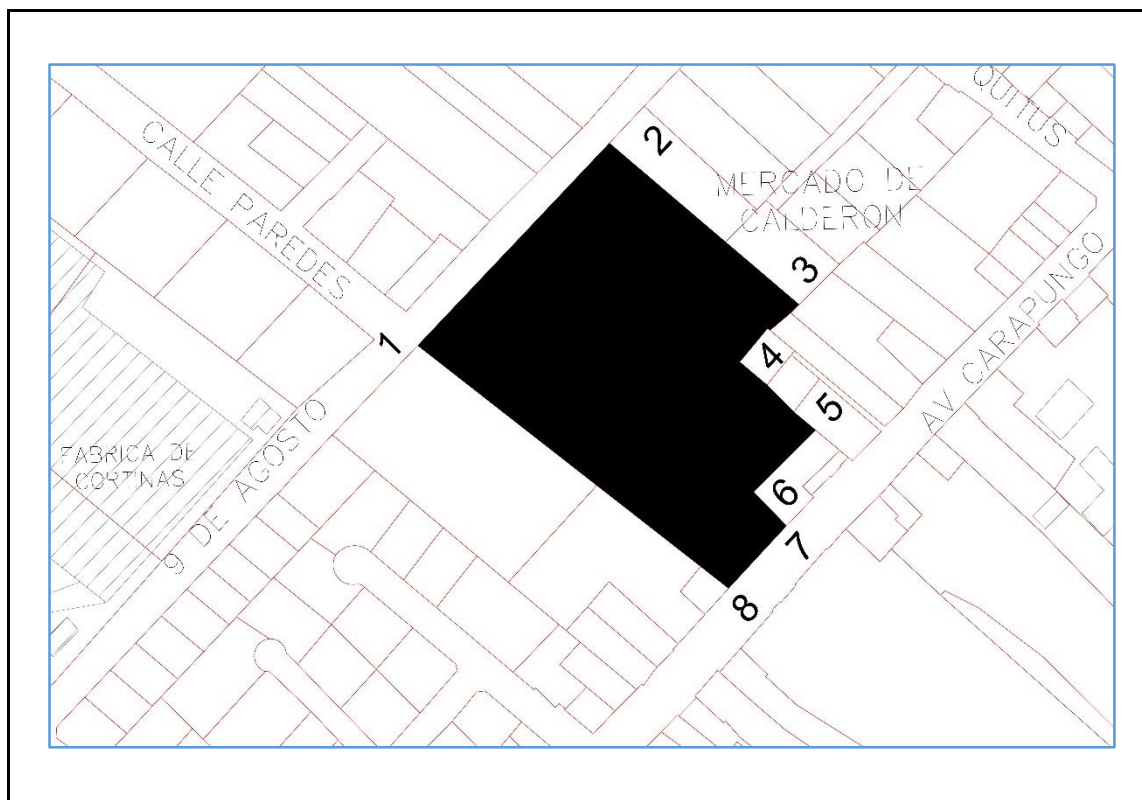 QUITUS
CALLE PAREDES
2
MERCADO DE
CALDERON
3
AV CARAPUNGO
1
4
5
9 DE AGOSTO
FABRICA DE
CORTINAS
6
7
8